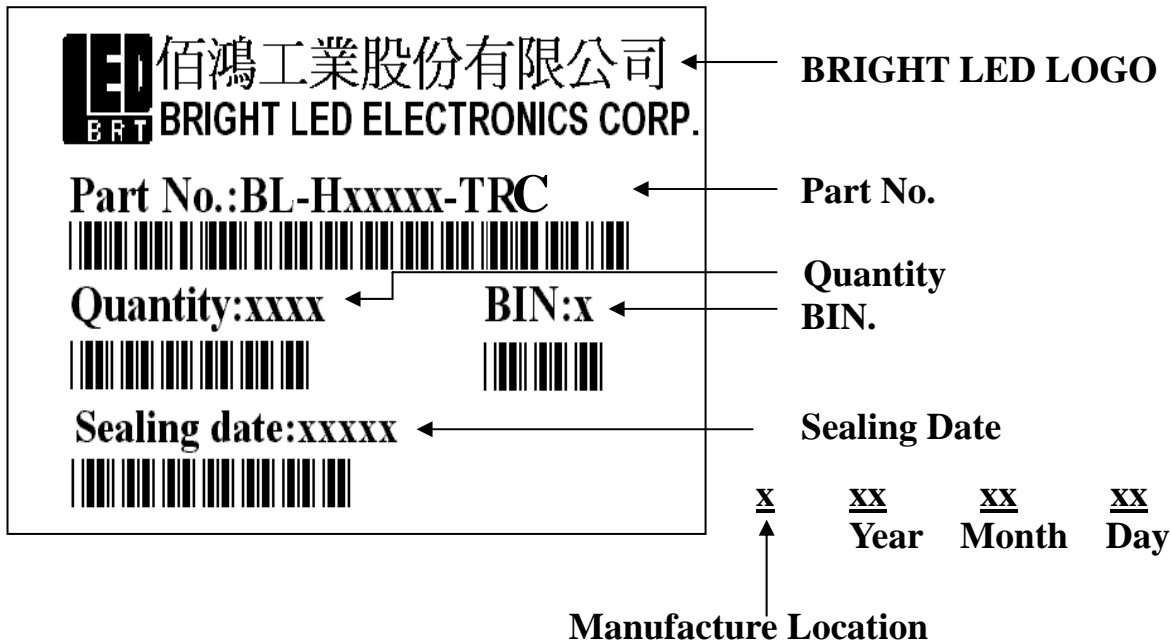 LED
BRT
佰鴻工業股份有限公司
BRIGHT LED ELECTRONICS CORP.
BRIGHT LED LOGO
Part No.:BL-Hxxxxx-TRC
Part No.
Quantity:xxxx
Quantity
BIN:x
BIN.
Sealing date:xxxxx
Sealing Date
x xx xx xx
Year Month Day
Manufacture Location